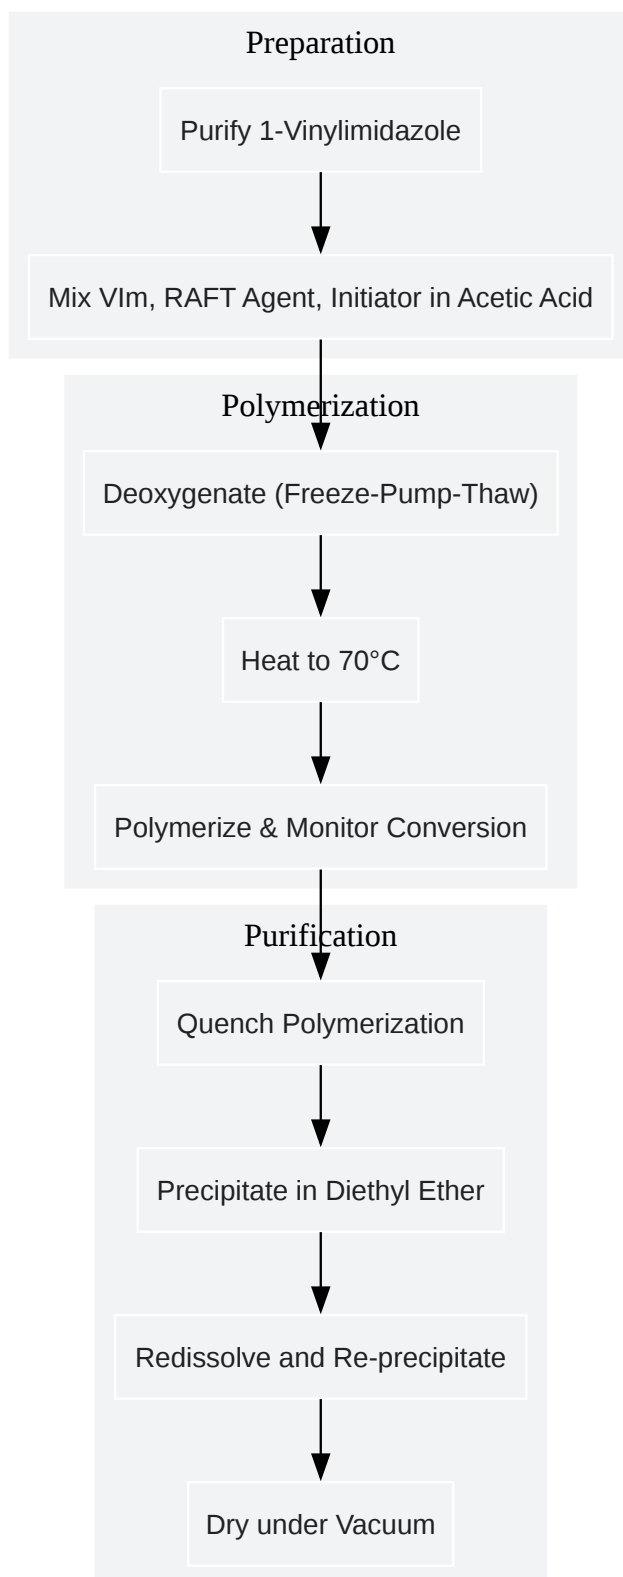 Preparation
Purify 1-Vinylimidazole
Mix VIm, RAFT Agent, Initiator in Acetic Acid
Polymerization
Deoxygenate (Freeze-Pump-Thaw)
Heat to 70°C
Polymerize & Monitor Conversion
Purification
Quench Polymerization
Precipitate in Diethyl Ether
Redissolve and Re-precipitate
Dry under Vacuum